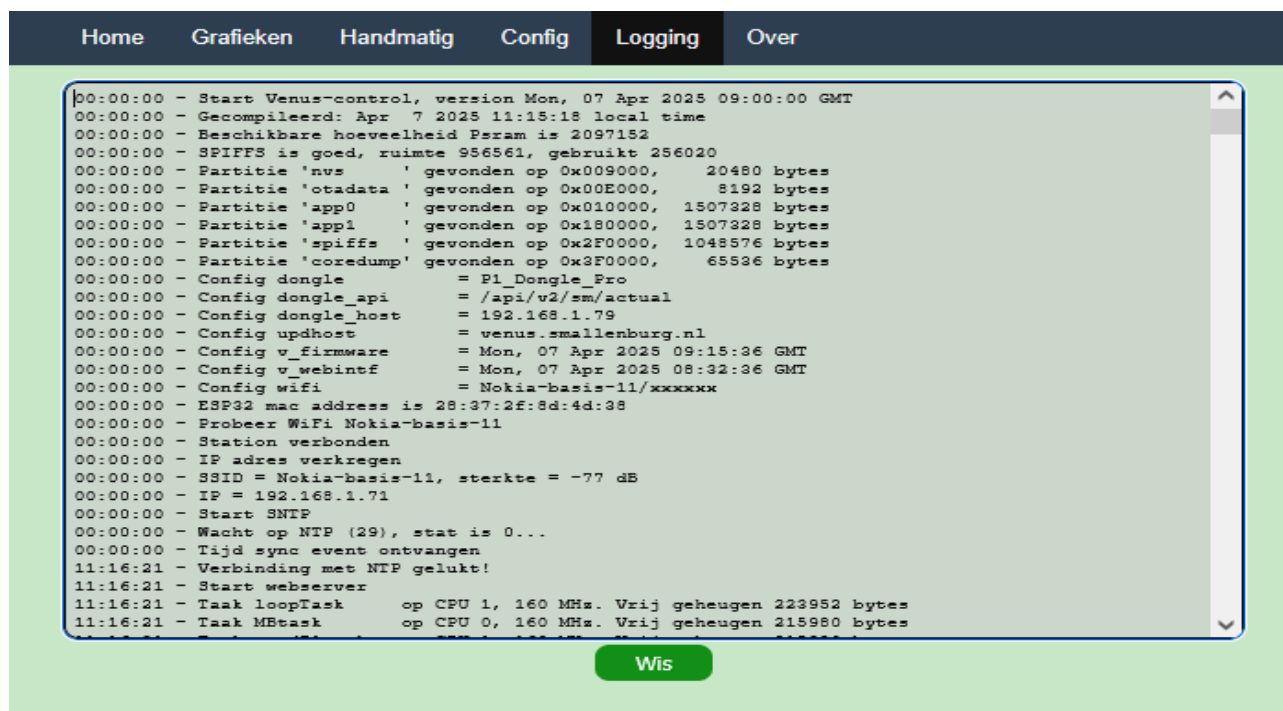 Home Grafieken Handmatig Config Logging Over
00:00:00 - Start Venus-control, version Mon, 07 Apr 2025 09:00:00 GMT
00:00:00 - Gecompileerd: Apr  7 2025 11:15:18 local time
00:00:00 - Beschikbare hoeveelheid Psram is 2097152
00:00:00 - SPIFFS is goed, ruimte 956561, gebruikt 256020
00:00:00 - Partitie 'nvs     ' gevonden op 0x009000,    20480 bytes
00:00:00 - Partitie 'otadata ' gevonden op 0x00E000,     8192 bytes
00:00:00 - Partitie 'app0    ' gevonden op 0x010000,  1507328 bytes
00:00:00 - Partitie 'app1    ' gevonden op 0x180000,  1507328 bytes
00:00:00 - Partitie 'spiffs  ' gevonden op 0x2F0000,  1048576 bytes
00:00:00 - Partitie 'coredump' gevonden op 0x3F0000,    65536 bytes
00:00:00 - Config dongle           = P1_Dongle_Pro
00:00:00 - Config dongle_api       = /api/v2/sm/actual
00:00:00 - Config dongle_host      = 192.168.1.79
00:00:00 - Config updhost          = venus.smallenburg.nl
00:00:00 - Config v_firmware       = Mon, 07 Apr 2025 09:15:36 GMT
00:00:00 - Config v_webintf        = Mon, 07 Apr 2025 08:32:36 GMT
00:00:00 - Config wifi             = Nokia-basis-11/xxxxxx
00:00:00 - ESP32 mac address is 28:37:2f:8d:4d:38
00:00:00 - Probeer WiFi Nokia-basis-11
00:00:00 - Station verbonden
00:00:00 - IP adres verkregen
00:00:00 - SSID = Nokia-basis-11, sterkte = -77 dB
00:00:00 - IP = 192.168.1.71
00:00:00 - Start SNTP
00:00:00 - Wacht op NTP (29), stat is 0...
00:00:00 - Tijd sync event ontvangen
11:16:21 - Verbinding met NTP gelukt!
11:16:21 - Start webserver
11:16:21 - Taak loopTask      op CPU 1, 160 MHz. Vrij geheugen 223952 bytes
11:16:21 - Taak MBtask        op CPU 0, 160 MHz. Vrij geheugen 215980 bytes
Wis